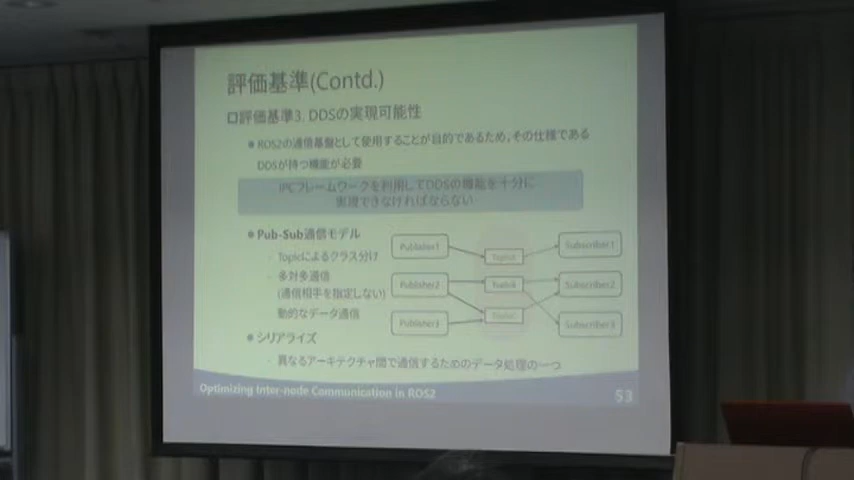 評価基準(Contd.)
評価基準3. DDSの実現可能性
ROS2の通信基盤として使用することが目的であるため，その仕様である
DDSが持つ機能が必要
IPCフレームワークを利用してDDSの機能を十分に
実現できなければならない
Pub-Sub通信モデル
Topicによるクラス分け
多対多通信
(通信相手を指定しない)
動的なデータ通信
シリアライズ
異なるアーキテクチャ間で通信するためのデータ処理の一つ
Publisher1
Subscriber1
Publisher2
Subscriber2
Publisher3
Subscriber3
Optimizing Inter-node Communication in ROS2
53